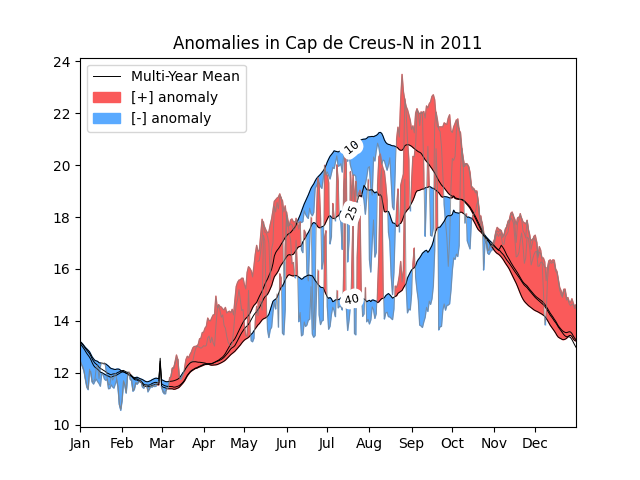 Anomalies in Cap de Creus-N in 2011
24
22
20
18
16
14
12
10
Multi-Year Mean
[+] anomaly
[-] anomaly
10
25
40
Jan Feb Mar Apr May Jun Jul Aug Sep Oct Nov Dec